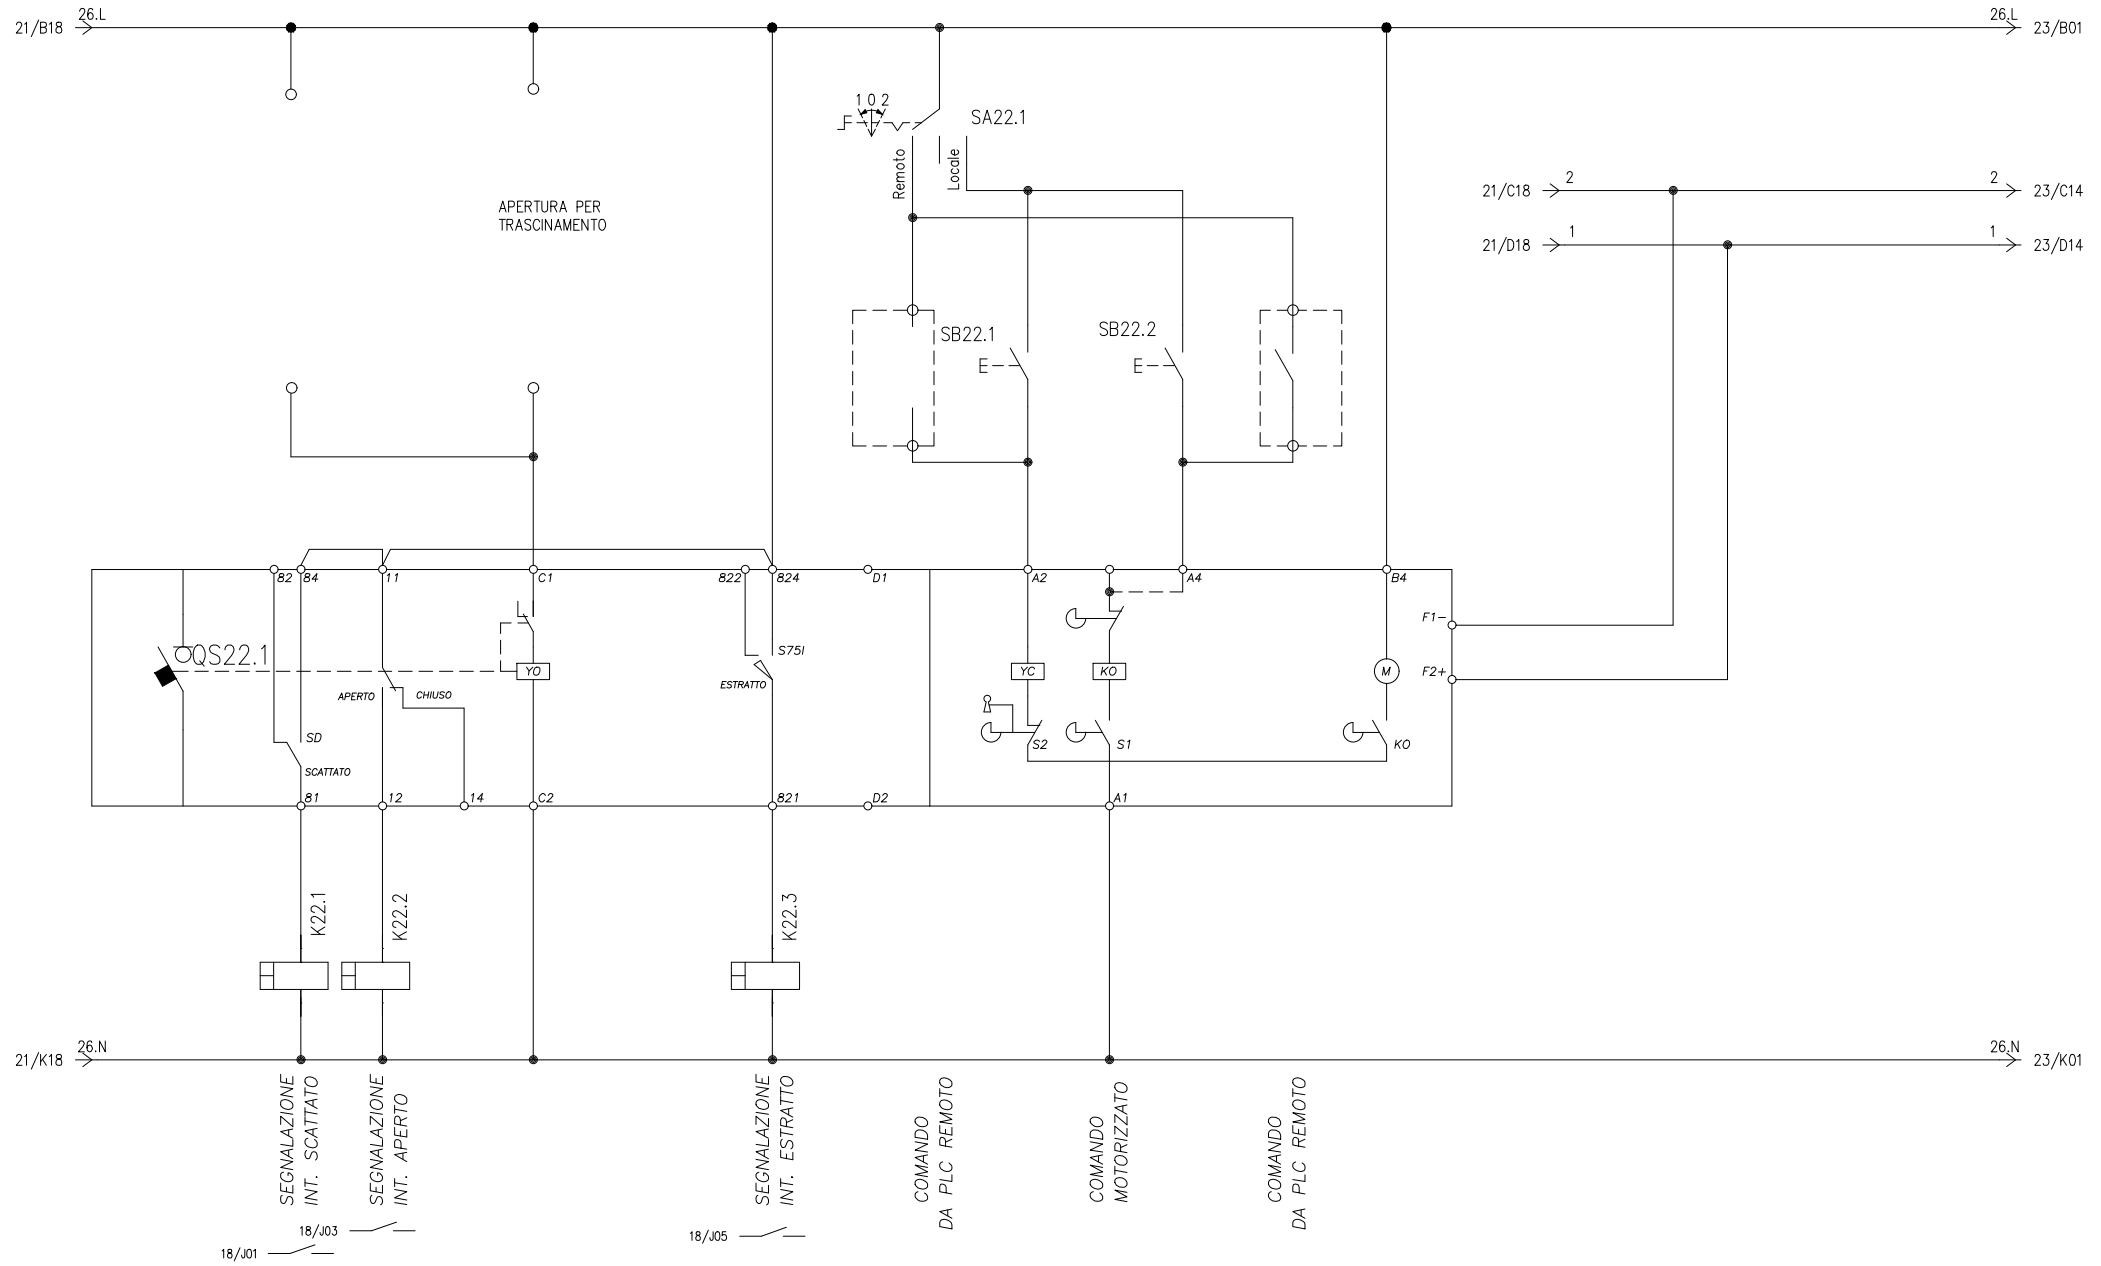 26.L
26.L
21/B18
23/B01
1 0 2
SA22.1
Remoto
Locale
21/C18
2
2
23/C14
APERTURA PER
TRASCINAMENTO
21/D18
1
1
23/D14
SB22.1
SB22.2
E
E
82
84
11
C1
822
824
D1
A2
A4
B4
F1-
QS22.1
S75I
YO
YC
KO
M
F2+
ESTRATTO
APERTO
CHIUSO
SD
S2
S1
KO
SCATTATO
81
12
14
C2
821
D2
A1
K22.1
K22.2
K22.3
26.N
26.N
21/K18
23/K01
SEGNALAZIONE
INT. SCATTATO
SEGNALAZIONE
INT. APERTO
SEGNALAZIONE
INT. ESTRATTO
COMANDO
DA PLC REMOTO
COMANDO
MOTORIZZATO
COMANDO
DA PLC REMOTO
18/J03
18/J05
18/J01